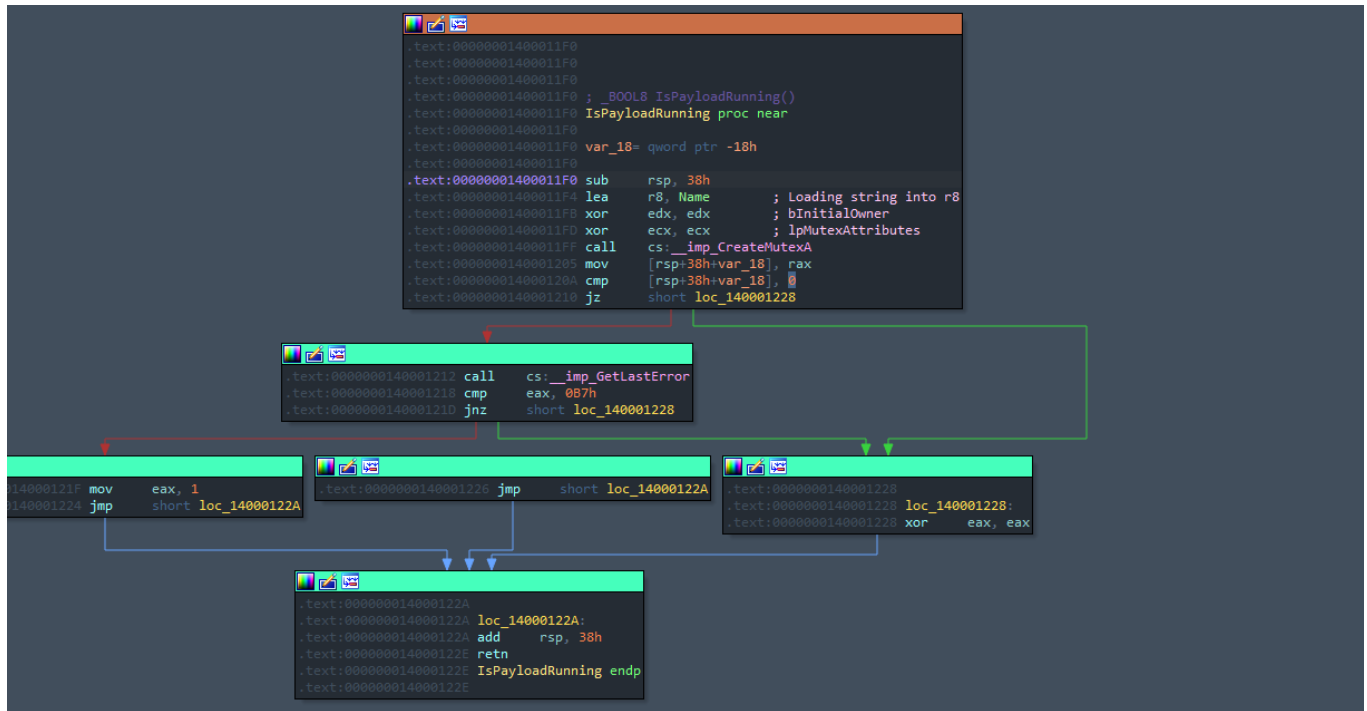 .text:00000001400011F0
.text:00000001400011F0
.text:00000001400011F0
.text:00000001400011F0 ; _BOOL8 IsPayloadRunning()
.text:00000001400011F0 IsPayloadRunning proc near
.text:00000001400011F0
.text:00000001400011F0 var_18= qword ptr -18h
.text:00000001400011F0
.text:00000001400011F0 sub rsp, 38h
.text:00000001400011F4 lea r8, Name ; Loading string into r8
.text:00000001400011FB xor edx, edx ; bInitialOwner
.text:00000001400011FD xor ecx, ecx ; lpMutexAttributes
.text:00000001400011FF call cs:__imp_CreateMutexA
.text:0000000140001205 mov [rsp+38h+var_18], rax
.text:000000014000120A cmp [rsp+38h+var_18], 0
.text:0000000140001210 jz short loc_140001228
.text:0000000140001212 call cs:__imp_GetLastError
.text:0000000140001218 cmp eax, 0B7h
.text:000000014000121D jnz short loc_140001228
014000121F mov eax, 1
0140001224 jmp short loc_14000122A
.text:0000000140001226 jmp short loc_14000122A
.text:0000000140001228
.text:0000000140001228 loc_140001228:
.text:0000000140001228 xor eax, eax
.text:000000014000122A
.text:000000014000122A loc_14000122A:
.text:000000014000122A add rsp, 38h
.text:000000014000122E retn
.text:000000014000122E IsPayloadRunning endp
.text:000000014000122E